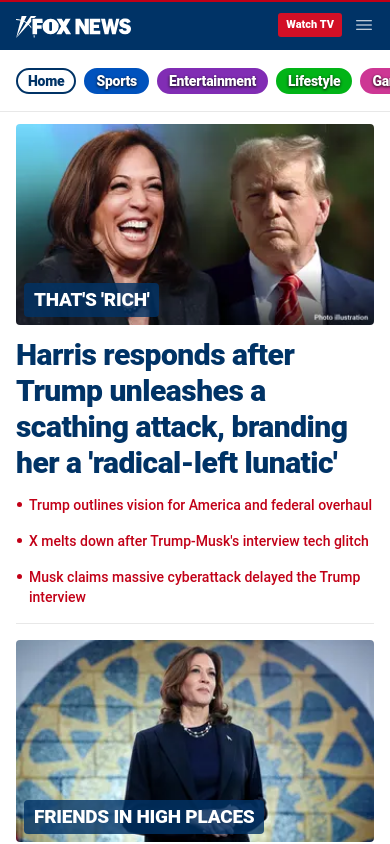 FOX NEWS
Watch TV
Home
Sports
Entertainment
Lifestyle
THAT'S 'RICH'
Photo illustration
Harris responds after
Trump unleashes a
scathing attack, branding
her a 'radical-left lunatic'
• Trump outlines vision for America and federal overhaul
• X melts down after Trump-Musk's interview tech glitch
• Musk claims massive cyberattack delayed the Trump
interview
FRIENDS IN HIGH PLACES